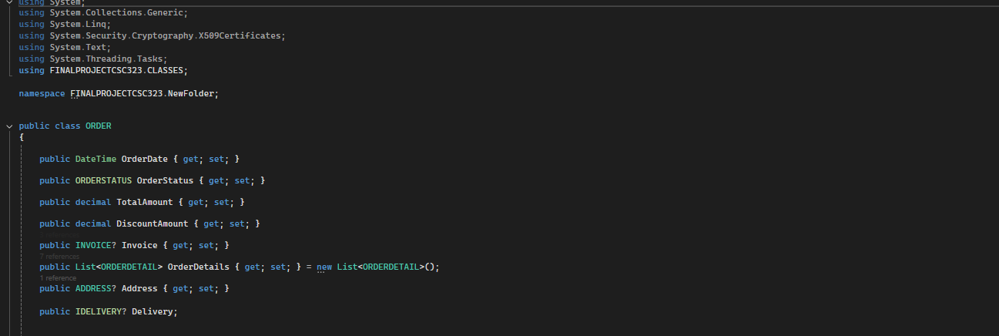 using System;
using System.Collections.Generic;
using System.Linq;
using System.Security.Cryptography.X509Certificates;
using System.Text;
using System.Threading.Tasks;
using FINALPROJECTCSC323.CLASSES;
namespace FINALPROJECTCSC323.NewFolder;
public class ORDER
{
public DateTime OrderDate { get; set; }
public ORDERSTATUS OrderStatus { get; set; }
public decimal TotalAmount { get; set; }
public decimal DiscountAmount { get; set; }
references
public INVOICE? Invoice { get; set; }
7 references
public List<ORDERDETAIL> OrderDetails { get; set; } = new List<ORDERDETAIL>();
1 reference
public ADDRESS? Address { get; set; }
public IDELIVERY? Delivery;